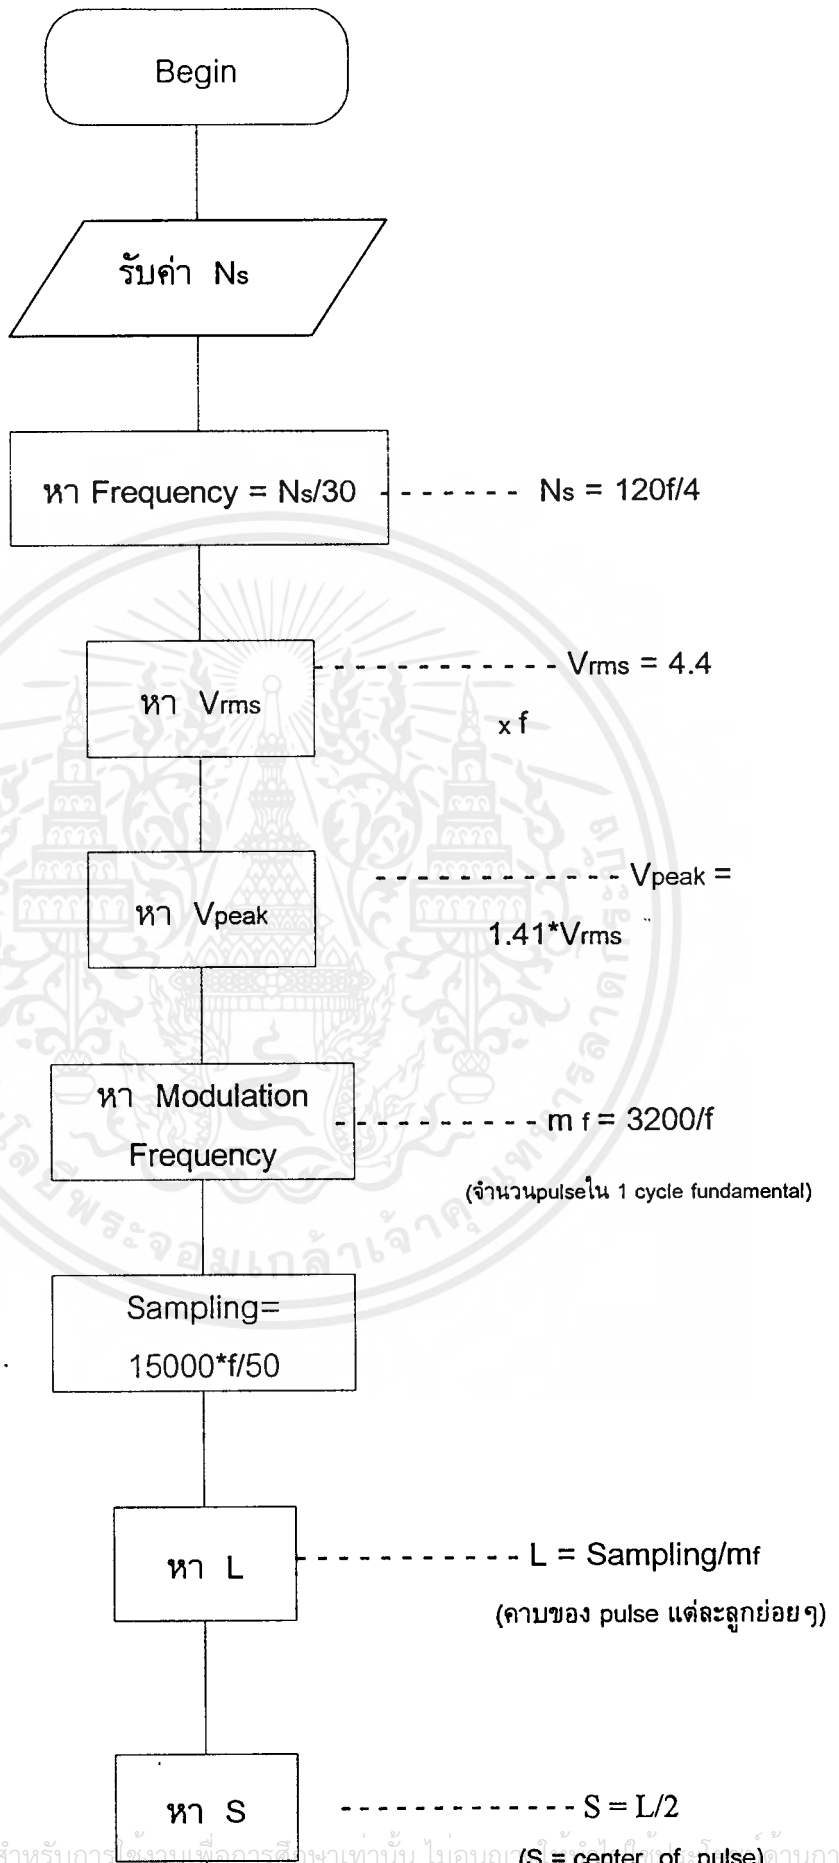 Begin
รับค่า Ns
หา Frequency = Ns/30 - - - - - - - Ns = 120f/4
- - - - - - - - - - - - Vrms = 4.4
หา Vrms
x f
- - - - - - - - - - - - Vpeak =
หา Vpeak
1.41*Vrms
หา Modulation
Frequency
- - - - - - - - - - m f = 3200/f
(จำนวนpulseใน 1 cycle fundamental)
Sampling=
15000*f/50
หา L - - - - - - - - - - - L = Sampling/mf
(คาบของ pulse แต่ละลูกย่อยๆ)
หา S - - - - - - - - - - - - S = L/2
(S = center of pulse)